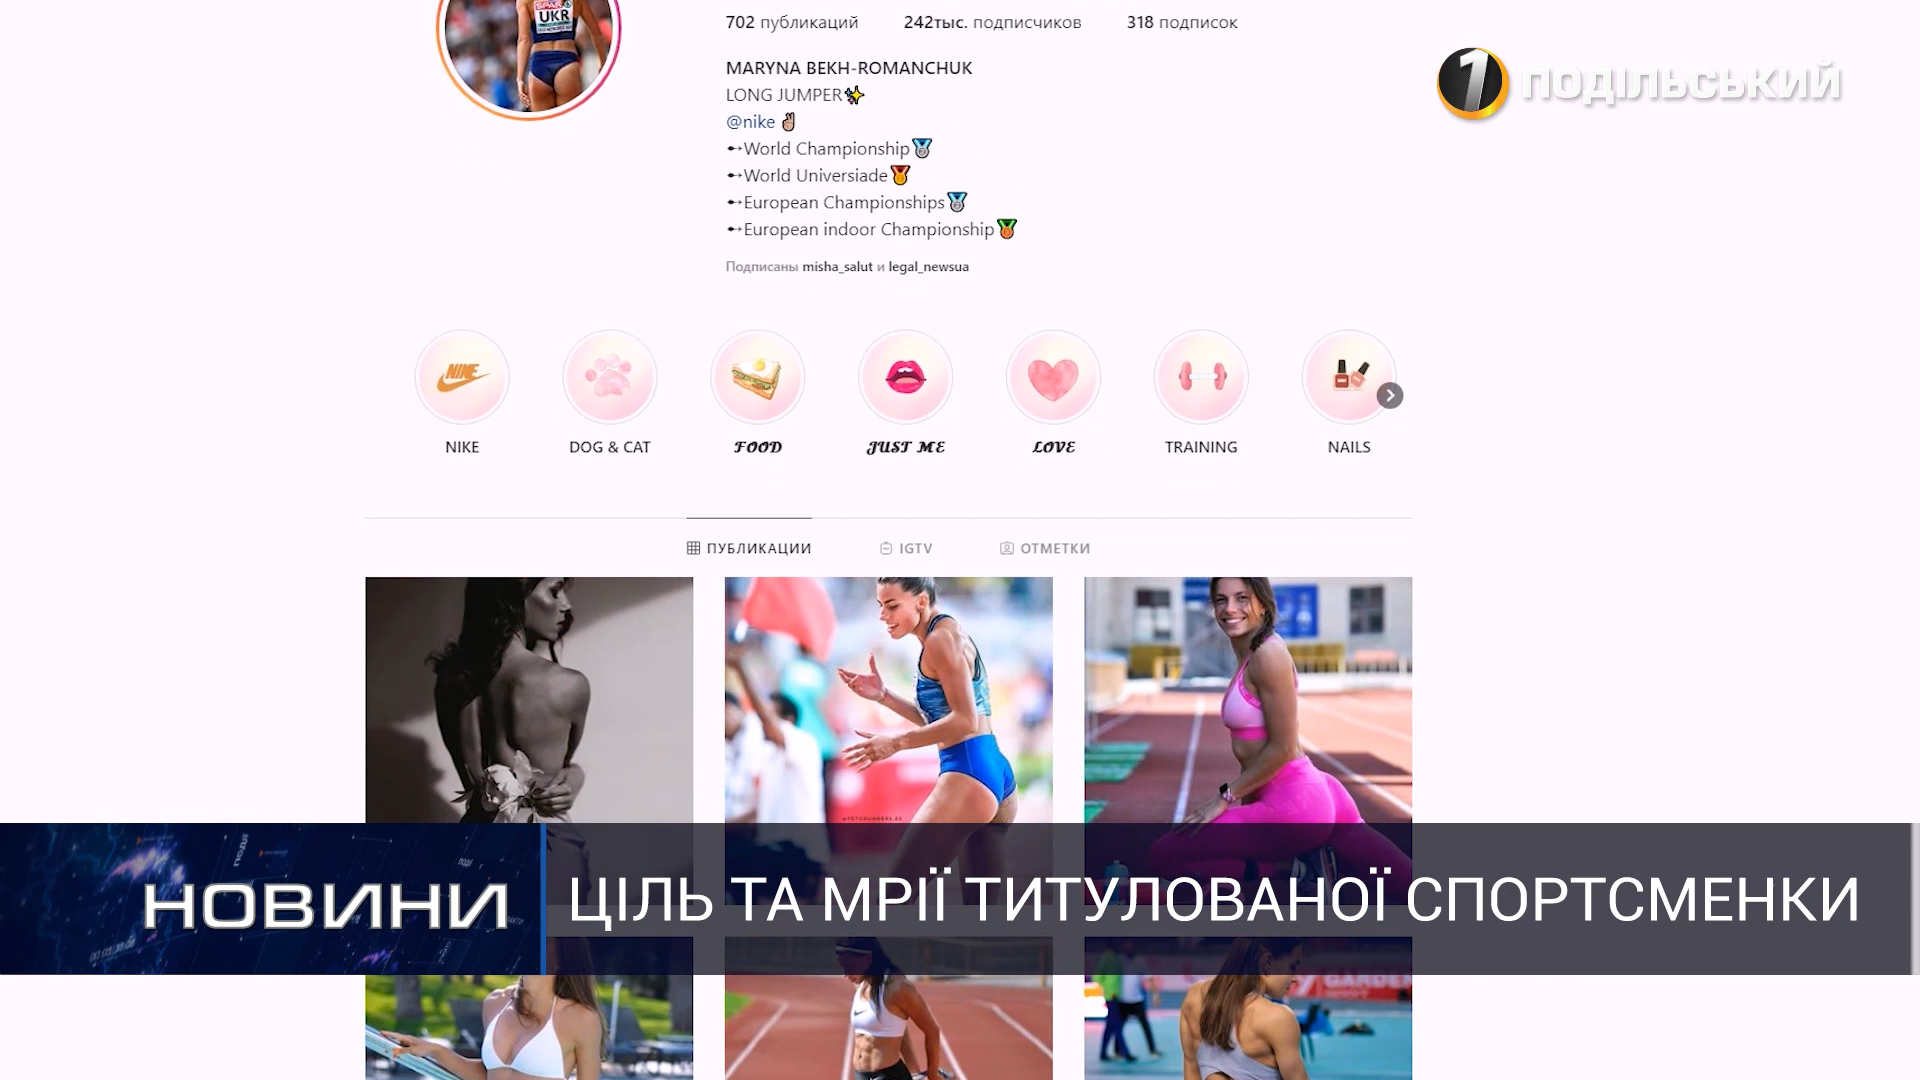 SPAR
UKR
702 публикаций 242тыс. подписчиков 318 подписок
MARYNA BEKH-ROMANCHUK
LONG JUMPER
@nike
World Championship
World Universiade
European Championships
European indoor Championship
Подписаны misha_salut и legal_newsua
1 ПОДІЛЬСЬКИЙ
NIKE
NIKE DOG & CAT FOOD JUST ME LOVE TRAINING NAILS
ПУБЛИКАЦИИ IGTV ОТМЕТКИ
НОВИНИ
ЦІЛЬ ТА МРІЇ ТИТУЛОВАНОЇ СПОРТСМЕНКИ